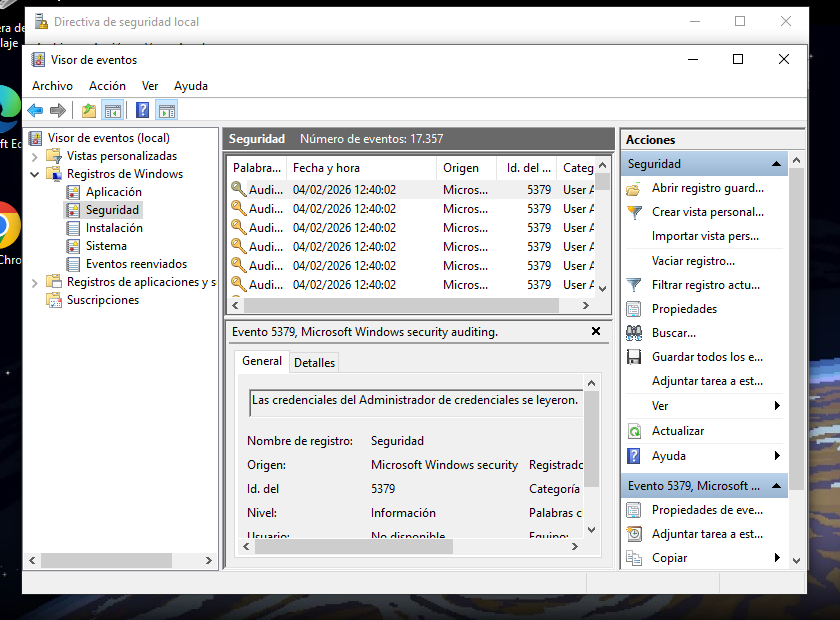 Directiva de seguridad local
Visor de eventos
Archivo Acción Ver Ayuda
Visor de eventos (local)
Vistas personalizadas
Registros de Windows
Aplicación
Seguridad
Instalación
Sistema
Eventos reenviados
Registros de aplicaciones y s
Suscripciones
Seguridad Número de eventos: 17.357
Palabra... Fecha y hora Origen Id. del ... Categ
Audi... 04/02/2026 12:40:02 Micros... 5379 User A
Audi... 04/02/2026 12:40:02 Micros... 5379 User A
Audi... 04/02/2026 12:40:02 Micros... 5379 User A
Audi... 04/02/2026 12:40:02 Micros... 5379 User A
Audi... 04/02/2026 12:40:02 Micros... 5379 User A
Audi... 04/02/2026 12:40:02 Micros... 5379 User A
Evento 5379, Microsoft Windows security auditing.
General Detalles
Las credenciales del Administrador de credenciales se leyeron.
Nombre de registro: Seguridad
Origen: Microsoft Windows security Registrado
Id. del 5379 Categoría
Nivel: Información Palabras c
Usuario: No disponible Equipo:
Acciones
Seguridad
Abrir registro guard...
Crear vista personal...
Importar vista pers...
Vaciar registro...
Filtrar registro actu...
Propiedades
Buscar...
Guardar todos los e...
Adjuntar tarea a est...
Ver
Actualizar
Ayuda
Evento 5379, Microsoft ...
Propiedades de eve...
Adjuntar tarea a est...
Copiar
era de
laje
ft Ed
Chro